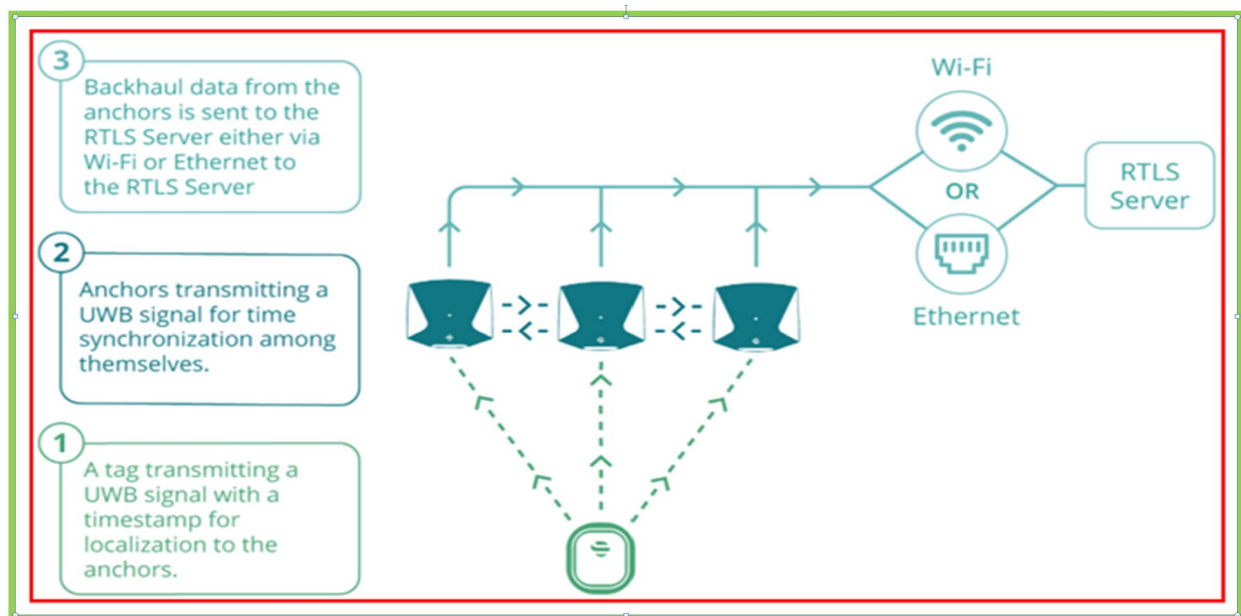 3
Backhaul data from the
anchors is sent to the
RTLS Server either via
Wi-Fi or Ethernet to
the RTLS Server
2
Anchors transmitting a
UWB signal for time
synchronization among
themselves.
1
A tag transmitting a
UWB signal with a
timestamp for
localization to the
anchors.
Wi-Fi
OR
Ethernet
RTLS
Server